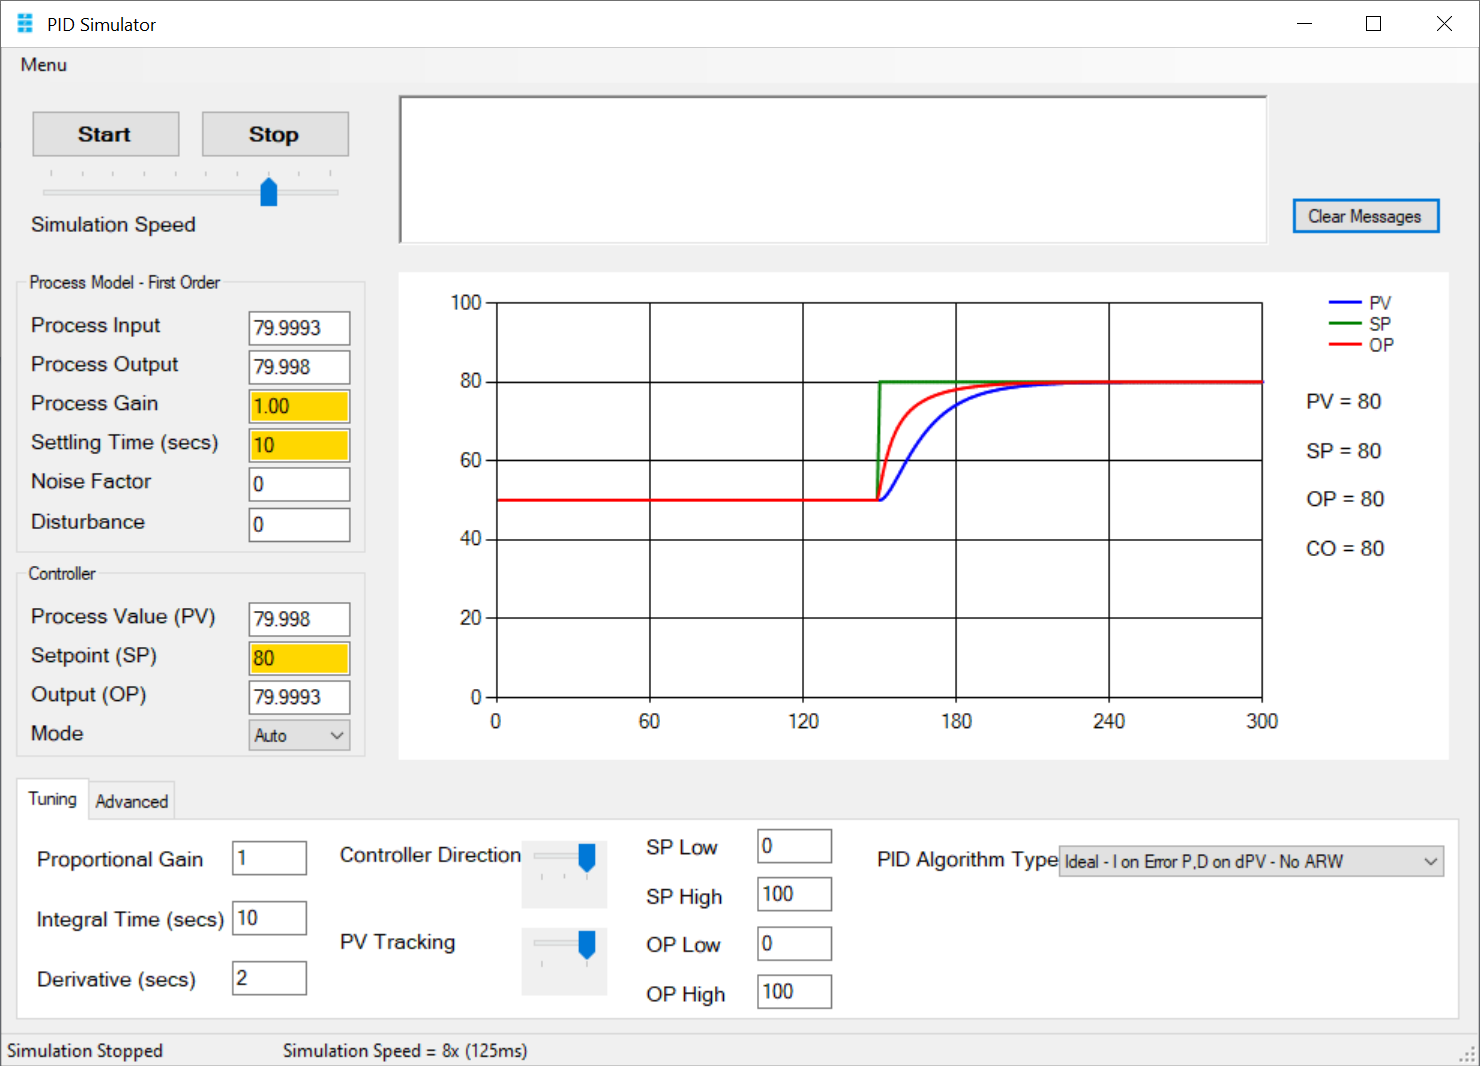 PID Simulator
Menu
Start
Stop
Simulation Speed
Clear Messages
Process Model - First Order
Process Input 79.9993
Process Output 79.998
Process Gain 1.00
Settling Time (secs) 10
Noise Factor 0
Disturbance 0
Controller
Process Value (PV) 79.998
Setpoint (SP) 80
Output (OP) 79.9993
Mode Auto
100
80
60
40
20
0
0 60 120 180 240 300
PV
SP
OP
PV = 80
SP = 80
OP = 80
CO = 80
Tuning Advanced
Proportional Gain 1
Integral Time (secs) 10
Derivative (secs) 2
Controller Direction
PV Tracking
SP Low 0
SP High 100
OP Low 0
OP High 100
PID Algorithm Type Ideal - I on Error P,D on dPV - No ARW
Simulation Stopped
Simulation Speed = 8x (125ms)